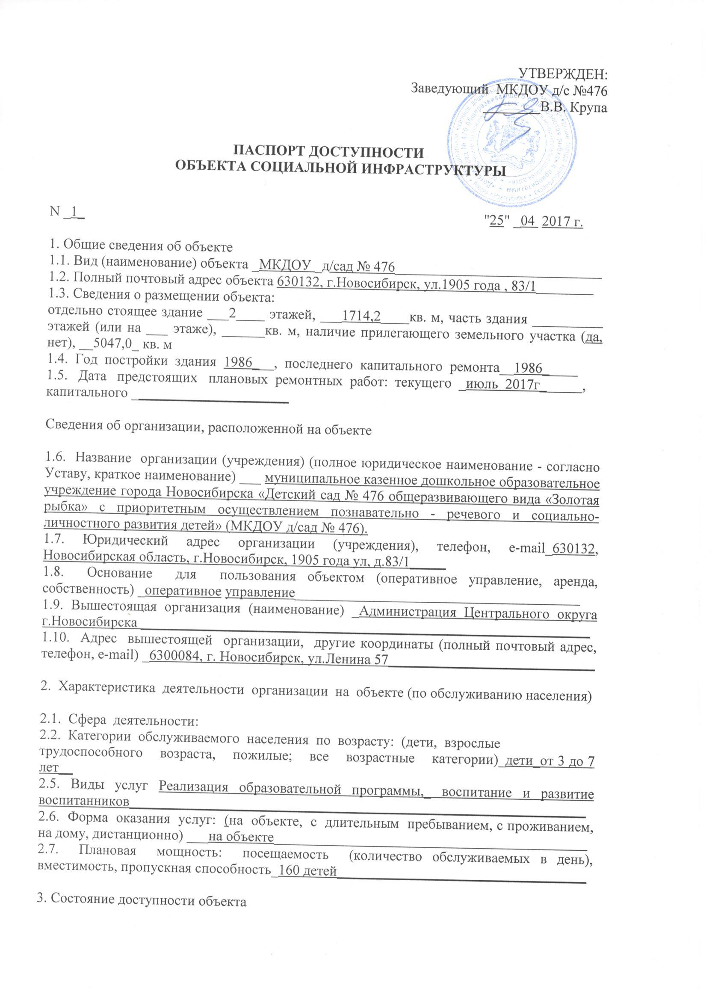 УТВЕРЖДЕН:
Заведующий МКДОУ д/с №476
________В.В. Крупа
ПАСПОРТ ДОСТУПНОСТИ
ОБЪЕКТА СОЦИАЛЬНОЙ ИНФРАСТРУКТУРЫ
N _1_
"25" _04_ 2017 г.
1. Общие сведения об объекте
1.1. Вид (наименование) объекта _МКДОУ_ д/сад № 476____
1.2. Полный почтовый адрес объекта 630132, г.Новосибирск, ул.1905 года , 83/1________
1.3. Сведения о размещении объекта:
отдельно стоящее здание ___2____ этажей, ___1714,2____кв. м, часть здания __________
этажей (или на ___ этаже), ______кв. м, наличие прилегающего земельного участка (да,
нет), __5047,0_ кв. м
1.4. Год постройки здания 1986___, последнего капитального ремонта__1986_____
1.5. Дата предстоящих плановых ремонтных работ: текущего _июль 2017г______,
капитального ______________________
Сведения об организации, расположенной на объекте
1.6. Название организации (учреждения) (полное юридическое наименование - согласно
Уставу, краткое наименование) ___ муниципальное казенное дошкольное образовательное
учреждение города Новосибирска «Детский сад № 476 общеразвивающего вида «Золотая
рыбка» с приоритетным осуществлением познавательно - речевого и социально-
личностного развития детей» (МКДОУ д/сад № 476).
1.7. Юридический адрес организации (учреждения), телефон, e-mail_630132,
Новосибирская область, г.Новосибирск, 1905 года ул, д.83/1_____
1.8. Основание для пользования объектом (оперативное управление, аренда,
собственность) _оперативное управление____
1.9. Вышестоящая организация (наименование) _Администрация Центрального округа
г.Новосибирска____
1.10. Адрес вышестоящей организации, другие координаты (полный почтовый адрес,
телефон, e-mail) _6300084, г. Новосибирск, ул.Ленина 57____
2. Характеристика деятельности организации на объекте (по обслуживанию населения)
2.1. Сфера деятельности:
2.2. Категории обслуживаемого населения по возрасту: (дети, взрослые
трудоспособного возраста, пожилые; все возрастные категории)_дети_от 3 до 7
лет__
2.5. Виды услуг Реализация образовательной программы,_ воспитание и развитие
воспитанников____
2.6. Форма оказания услуг: (на объекте, с длительным пребыванием, с проживанием,
на дому, дистанционно) ___на объекте____
2.7. Плановая мощность: посещаемость (количество обслуживаемых в день),
вместимость, пропускная способность_160 детей____
3. Состояние доступности объекта